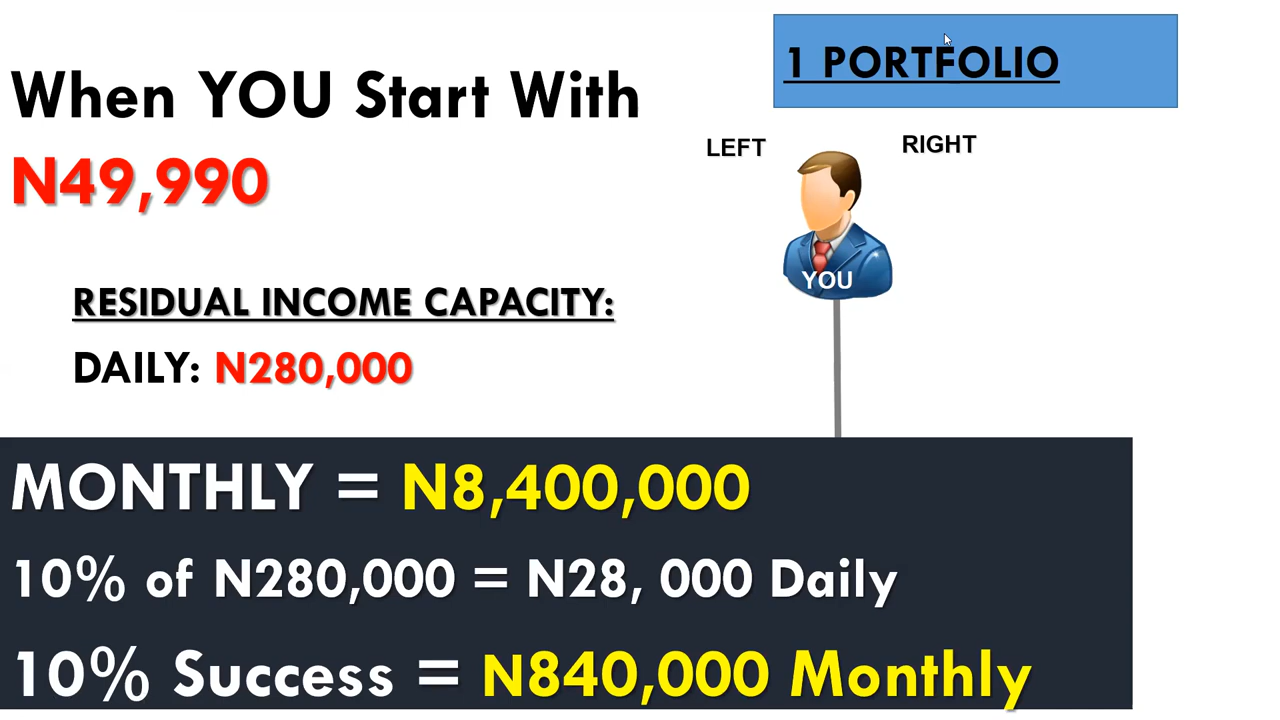 When YOU Start With
N49,990
1 PORTFOLIO
LEFT
RIGHT
YOU
RESIDUAL INCOME CAPACITY:
DAILY: N280,000
MONTHLY = N8,400,000
10% of N280,000 = N28, 000 Daily
10% Success = N840,000 Monthly